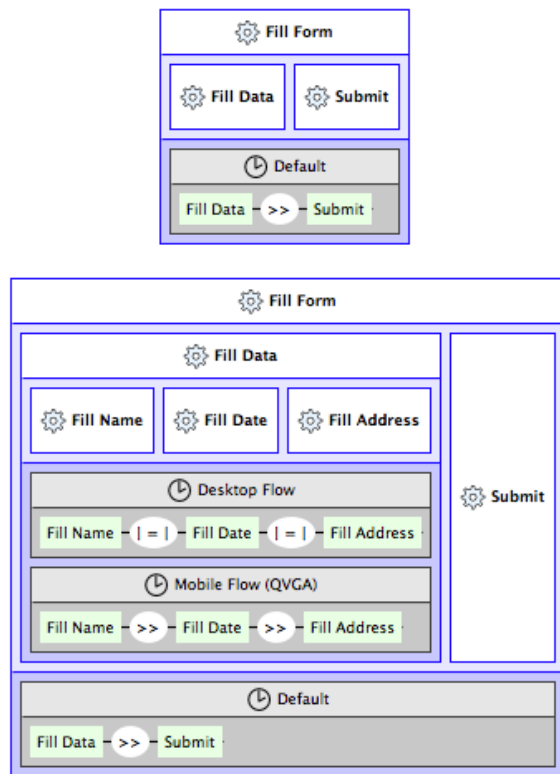 Fill Form
Fill Data Submit
Default
Fill Data >> Submit
Fill Form
Fill Data
Fill Name Fill Date Fill Address
Submit
Desktop Flow
Fill Name | = | Fill Date | = | Fill Address
Mobile Flow (QVGA)
Fill Name >> Fill Date >> Fill Address
Default
Fill Data >> Submit